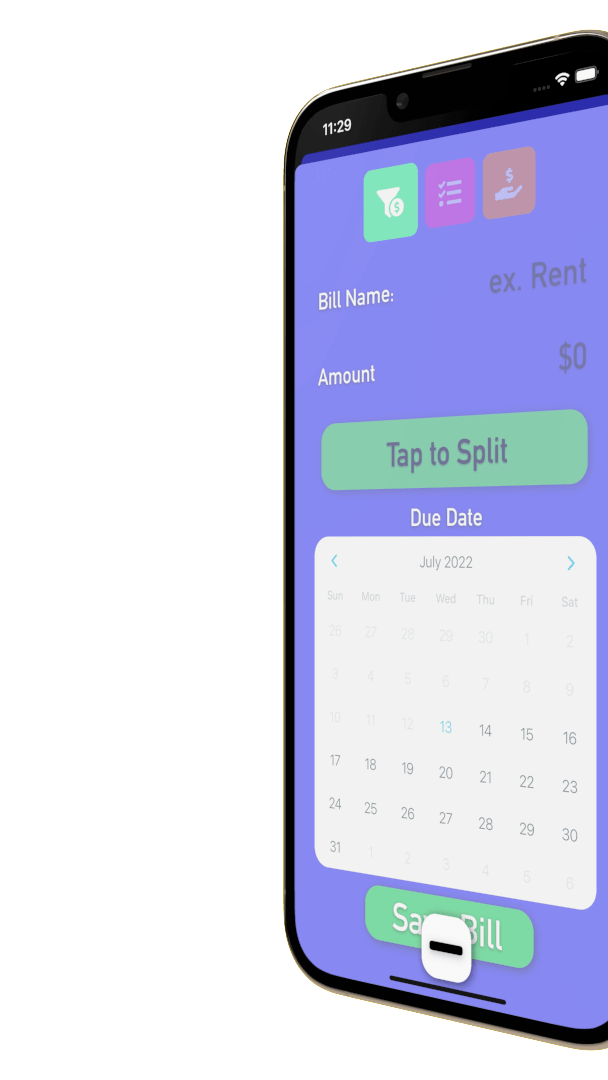 11:29
Bill Name:
ex. Rent
Amount
$0
Tap to Split
Due Date
July 2022
Sun Mon Tue Wed Thu Fri Sat
26 27 28 29 30 1 2
3 4 5 6 7 8 9
10 11 12 13 14 15 16
17 18 19 20 21 22 23
24 25 26 27 28 29 30
31 1 2 3 4 5 6
Save Bill